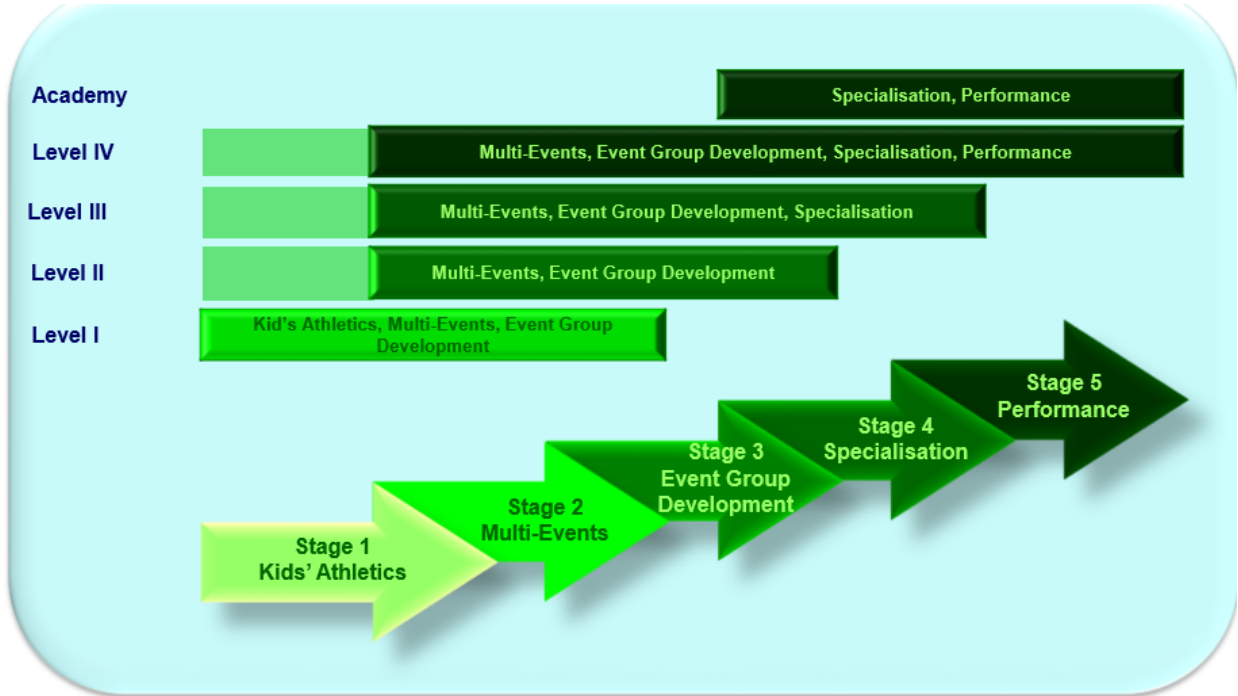 Academy
Specialisation, Performance
Level IV
Multi-Events, Event Group Development, Specialisation, Performance
Level III
Multi-Events, Event Group Development, Specialisation
Level II
Multi-Events, Event Group Development
Level I
Kid's Athletics, Multi-Events, Event Group
Development
Stage 5
Performance
Stage 4
Specialisation
Stage 3
Event Group
Development
Stage 2
Multi-Events
Stage 1
Kids’ Athletics